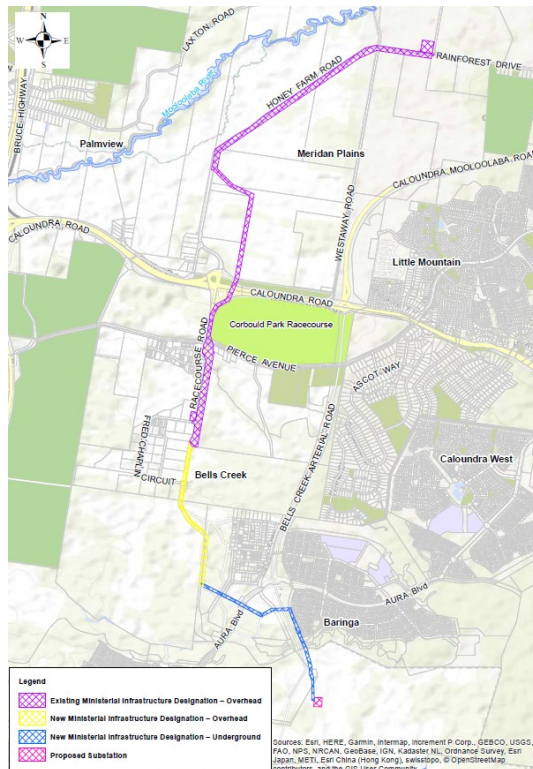 N
W
E
S
LAXTON ROAD
BRUCE HIGHWAY
Mooloolaba River
HONEY FARM ROAD
RAINFOREST DRIVE
Palmview
Meridan Plains
CALOUNDRA MOOLOOLABA ROAD
WESTAWAY ROAD
CALOUNDRA ROAD
Little Mountain
CALOUNDRA ROAD
Corbould Park Racecourse
RACECOURSE ROAD
PIERCE AVENUE
ASCOT WAY
FRED CHAPLIN
CIRCUIT
Bells Creek
BELLS CREEK ARTERIAL ROAD
Caloundra West
AURA Blvd
AURA Blvd
Baringa
Legend
Existing Ministerial Infrastructure Designation – Overhead
New Ministerial Infrastructure Designation – Overhead
New Ministerial Infrastructure Designation – Underground
Proposed Substation
Sources: Esri, HERE, Garmin, Intermap, Increment P Corp., GEBCO, USGS,
FAO, NPS, NRCAN, GeoBase, IGN, Kadaster NL, Ordnance Survey, Esri
Japan, METI, Esri China (Hong Kong), swisstopo, © OpenStreetMap
contributors, and the GIS User Community